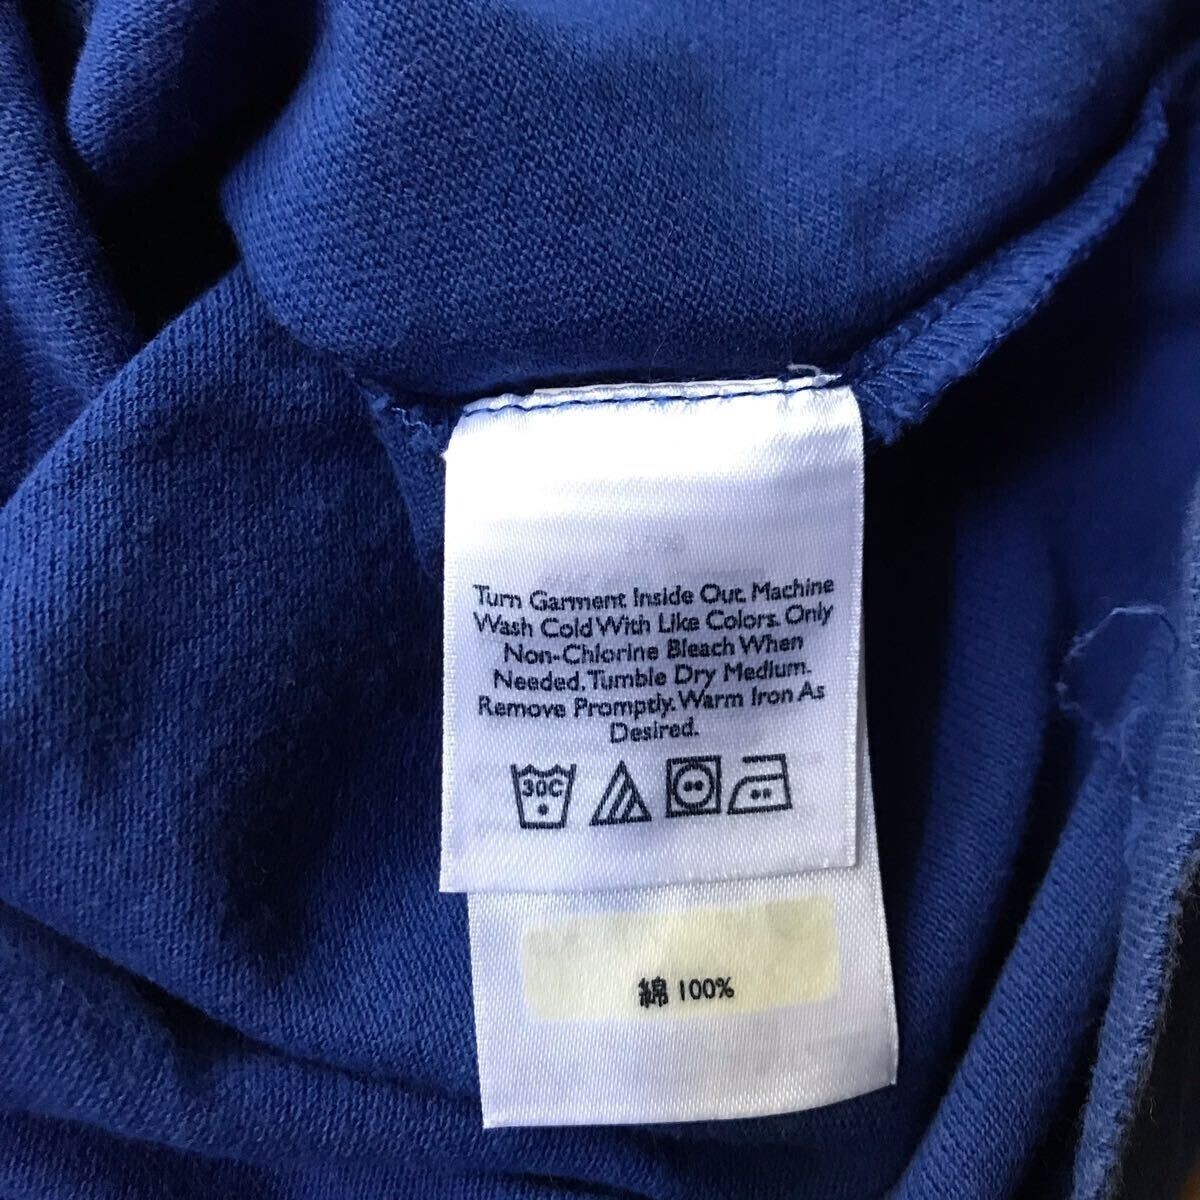 Turn Garment Inside Out. Machine
Wash Cold With Like Colors. Only
Non-Chlorine Bleach When
Needed. Tumble Dry Medium.
Remove Promptly. Warm Iron As
Desired.
30C
綿 100%